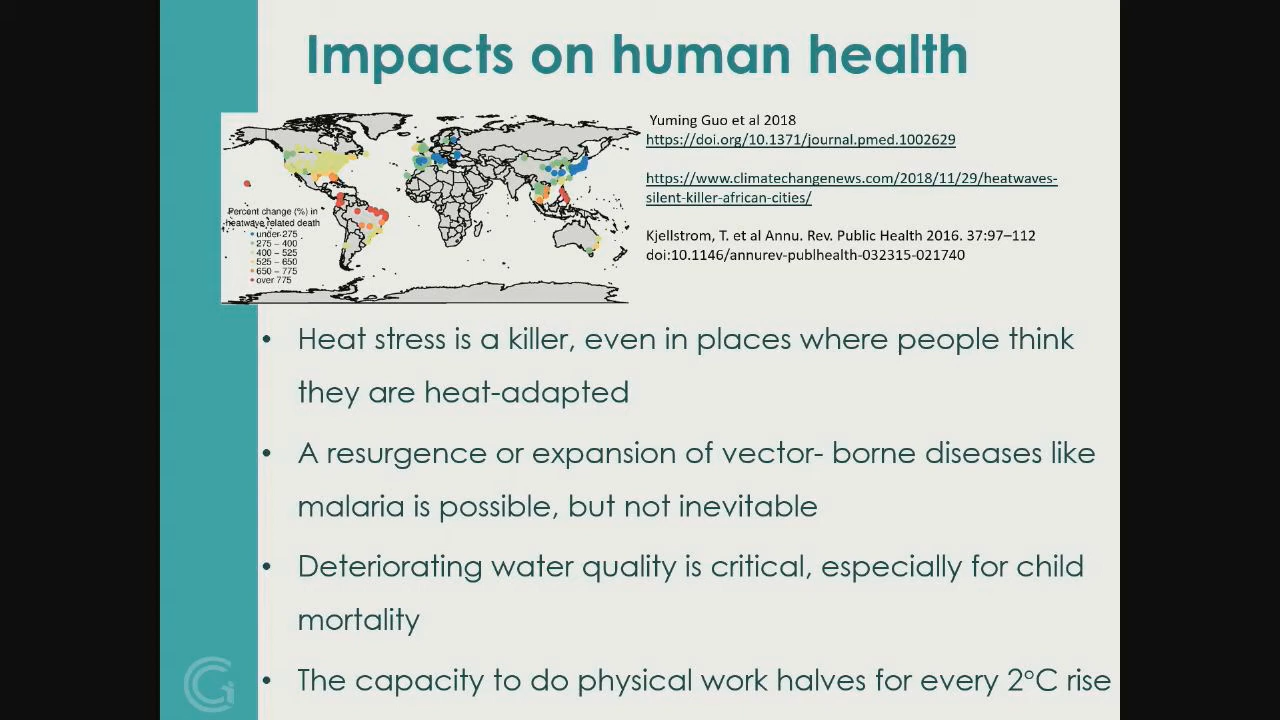 Impacts on human health
Yuming Guo et al 2018
https://doi.org/10.1371/journal.pmed.1002629
https://www.climatechangenews.com/2018/11/29/heatwaves-
silent-killer-african-cities/
Kjellstrom, T. et al Annu. Rev. Public Health 2016. 37:97–112
doi:10.1146/annurev-publhealth-032315-021740
Percent change (%) in
heatwave related death
under 275
275 – 400
400 – 525
525 – 650
650 – 775
over 775
• Heat stress is a killer, even in places where people think
they are heat-adapted
• A resurgence or expansion of vector- borne diseases like
malaria is possible, but not inevitable
• Deteriorating water quality is critical, especially for child
mortality
• The capacity to do physical work halves for every 2°C rise